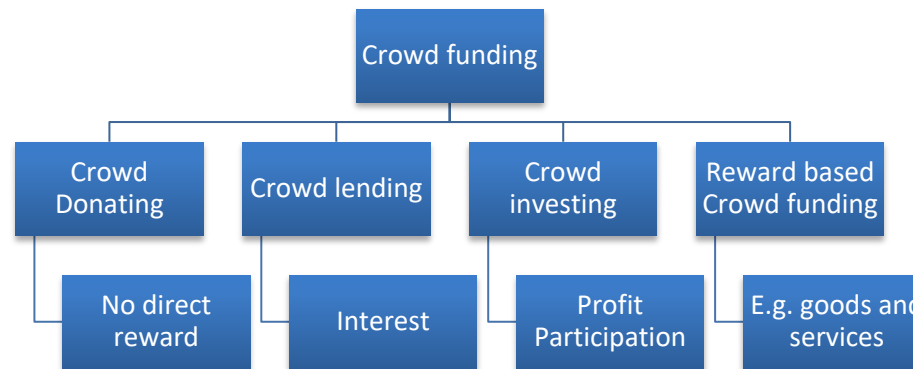 Crowd funding
Crowd
Donating
Crowd lending
Crowd
investing
Reward based
Crowd funding
No direct
reward
Interest
Profit
Participation
E.g. goods and
services